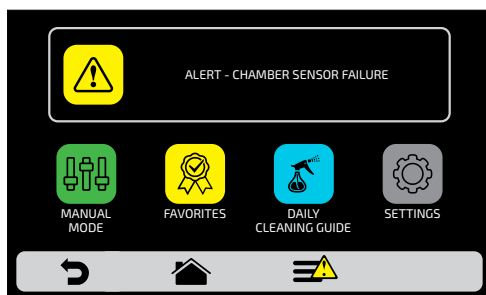 ALERT - CHAMBER SENSOR FAILURE
MANUAL
MODE
FAVORITES
DAILY
CLEANING GUIDE
SETTINGS